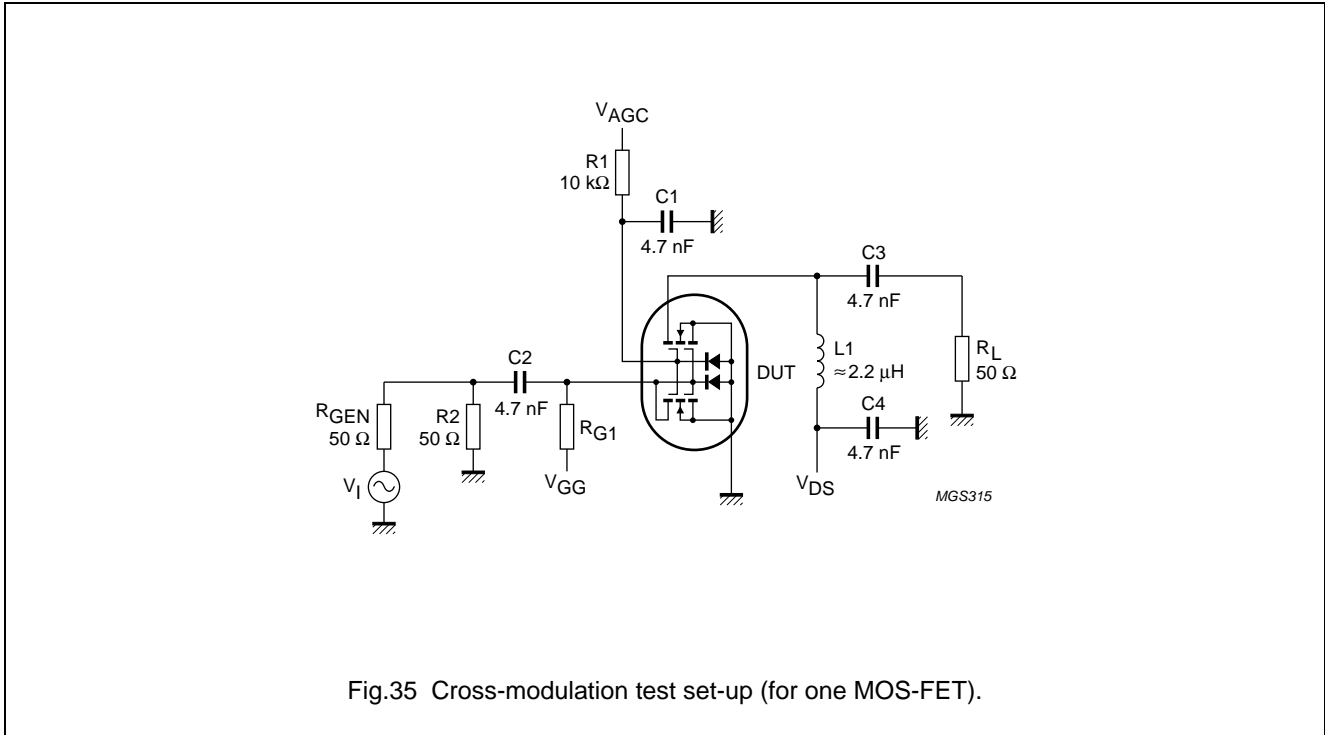 VAGC
R1
10 kΩ
C1
4.7 nF
C3
4.7 nF
L1
≈2.2 μH
RL
50 Ω
DUT
C2
4.7 nF
RGEN
50 Ω
R2
50 Ω
RG1
C4
4.7 nF
VI
VGG
VDS
MGS315
Fig.35 Cross-modulation test set-up (for one MOS-FET).